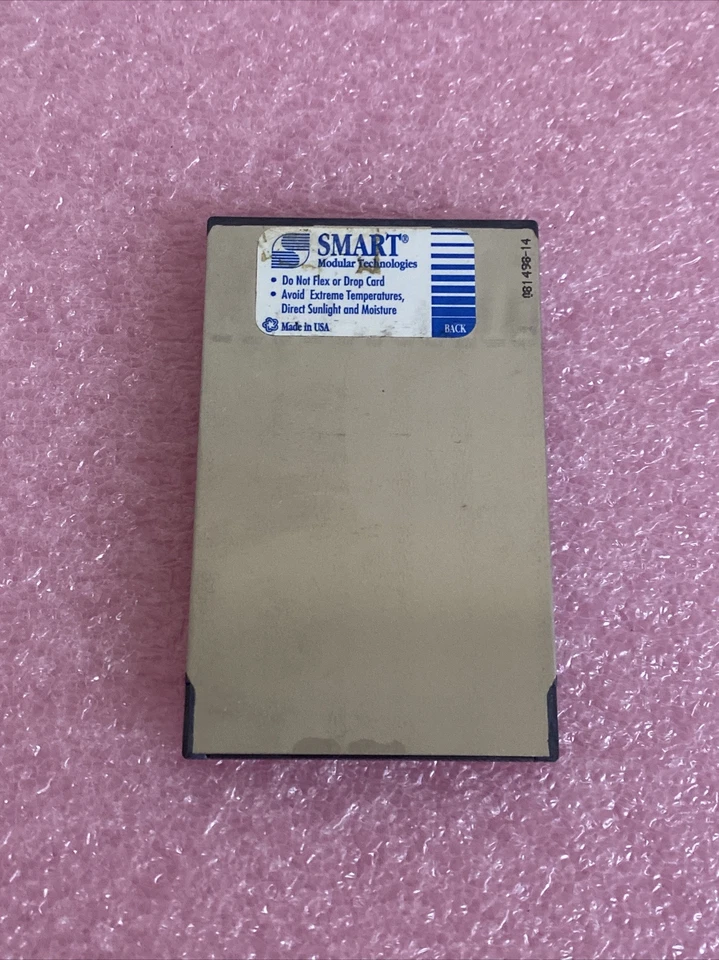 SMART®
Modular Technologies
• Do Not Flex or Drop Card
• Avoid Extreme Temperatures,
Direct Sunlight and Moisture
Made in USA
BACK
081498-14